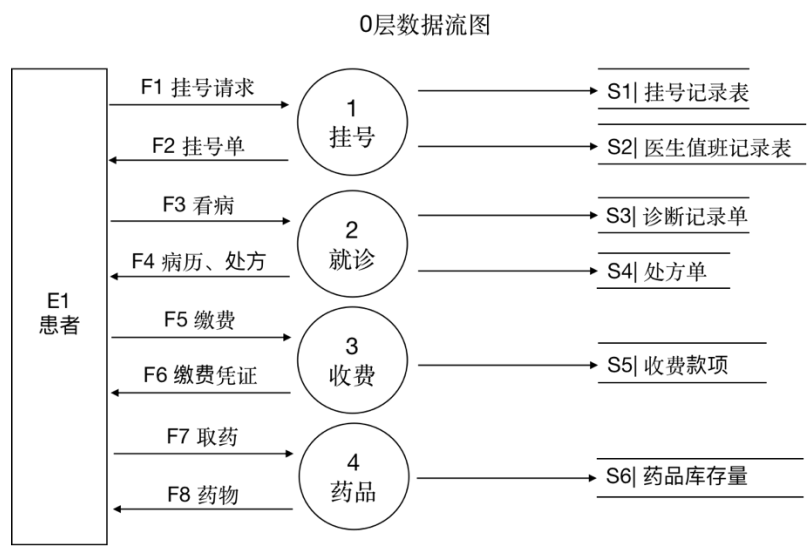 0层数据流图
E1
患者
F1 挂号请求
F2 挂号单
1
挂号
S1| 挂号记录表
S2| 医生值班记录表
F3 看病
F4 病历、处方
2
就诊
S3| 诊断记录单
S4| 处方单
F5 缴费
F6 缴费凭证
3
收费
S5| 收费款项
F7 取药
F8 药物
4
药品
S6| 药品库存量